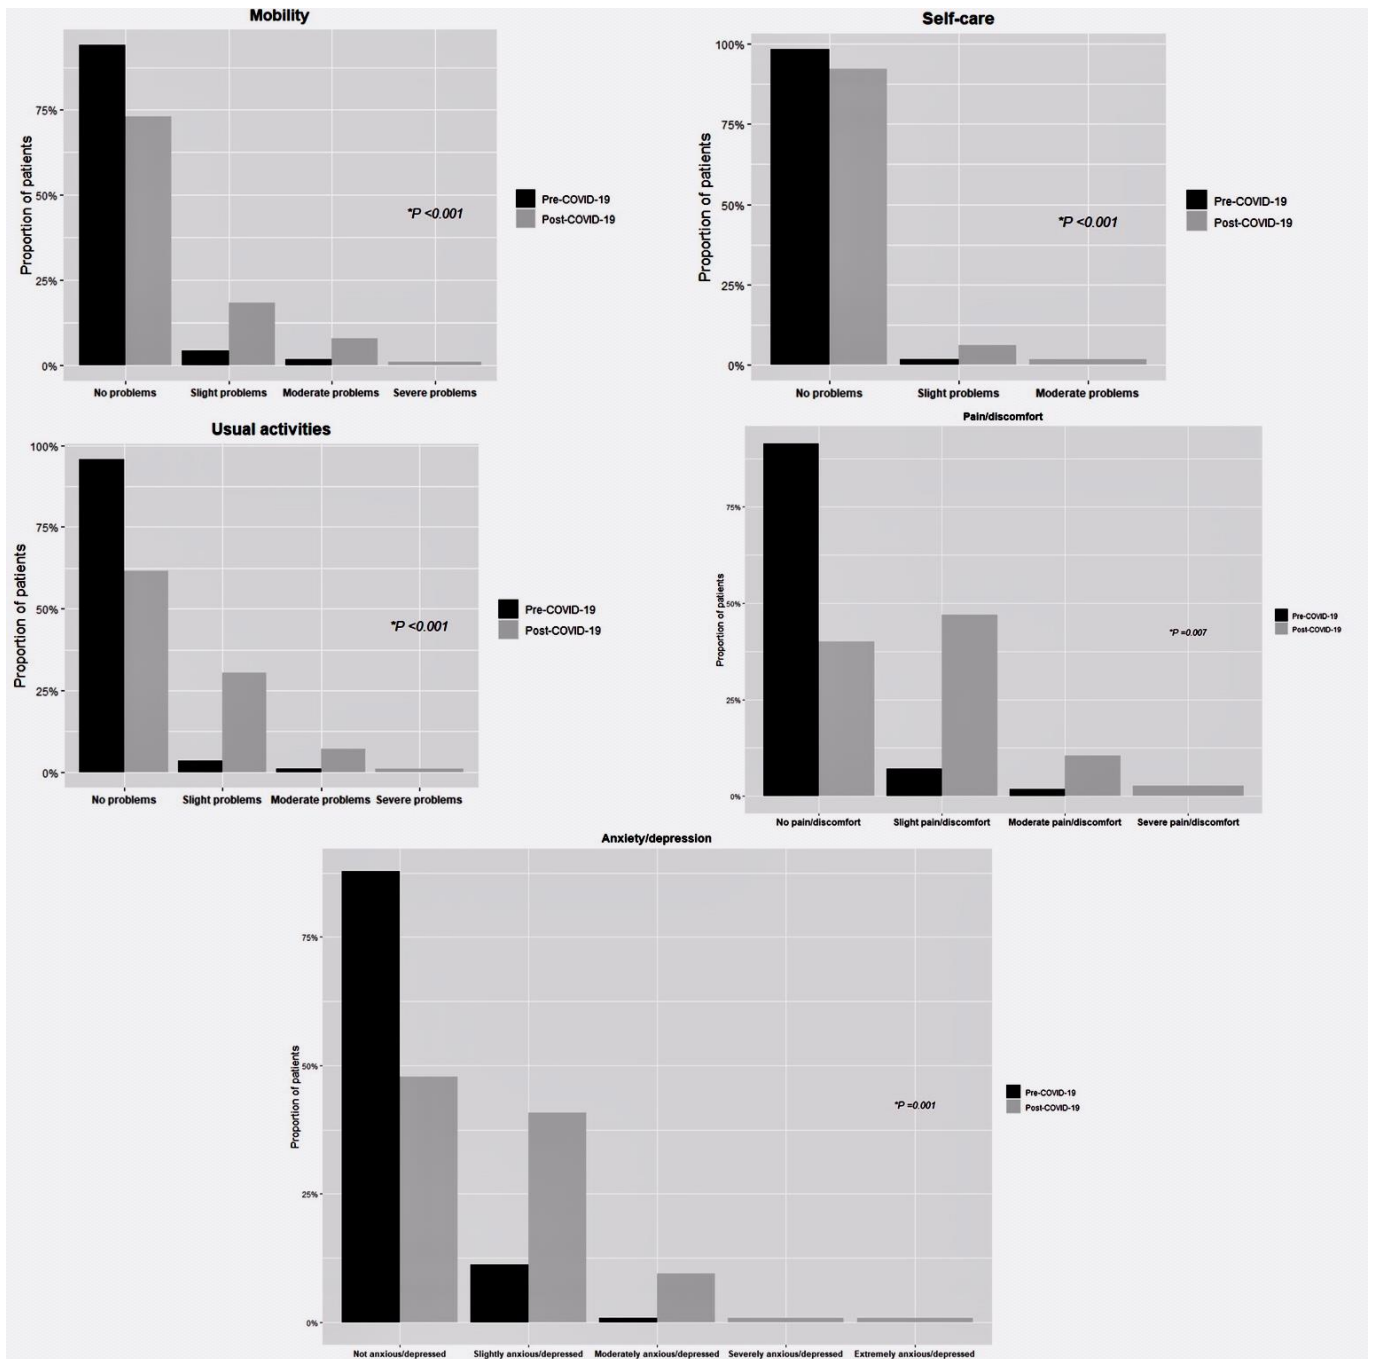 Mobility
Proportion of patients
75%
50%
25%
0%
No problems Slight problems Moderate problems Severe problems
*P <0.001
Pre-COVID-19
Post-COVID-19
Self-care
Proportion of patients
100%
75%
50%
25%
0%
No problems Slight problems Moderate problems
*P <0.001
Pre-COVID-19
Post-COVID-19
Usual activities
Proportion of patients
100%
75%
50%
25%
0%
No problems Slight problems Moderate problems Severe problems
*P <0.001
Pre-COVID-19
Post-COVID-19
Pain/discomfort
Proportion of patients
75%
50%
25%
0%
No pain/discomfort Slight pain/discomfort Moderate pain/discomfort Severe pain/discomfort
*P =0.007
Pre-COVID-19
Post-COVID-19
Anxiety/depression
Proportion of patients
75%
50%
25%
0%
Not anxious/depressed Slightly anxious/depressed Moderately anxious/depressed Severely anxious/depressed Extremely anxious/depressed
*P =0.001
Pre-COVID-19
Post-COVID-19